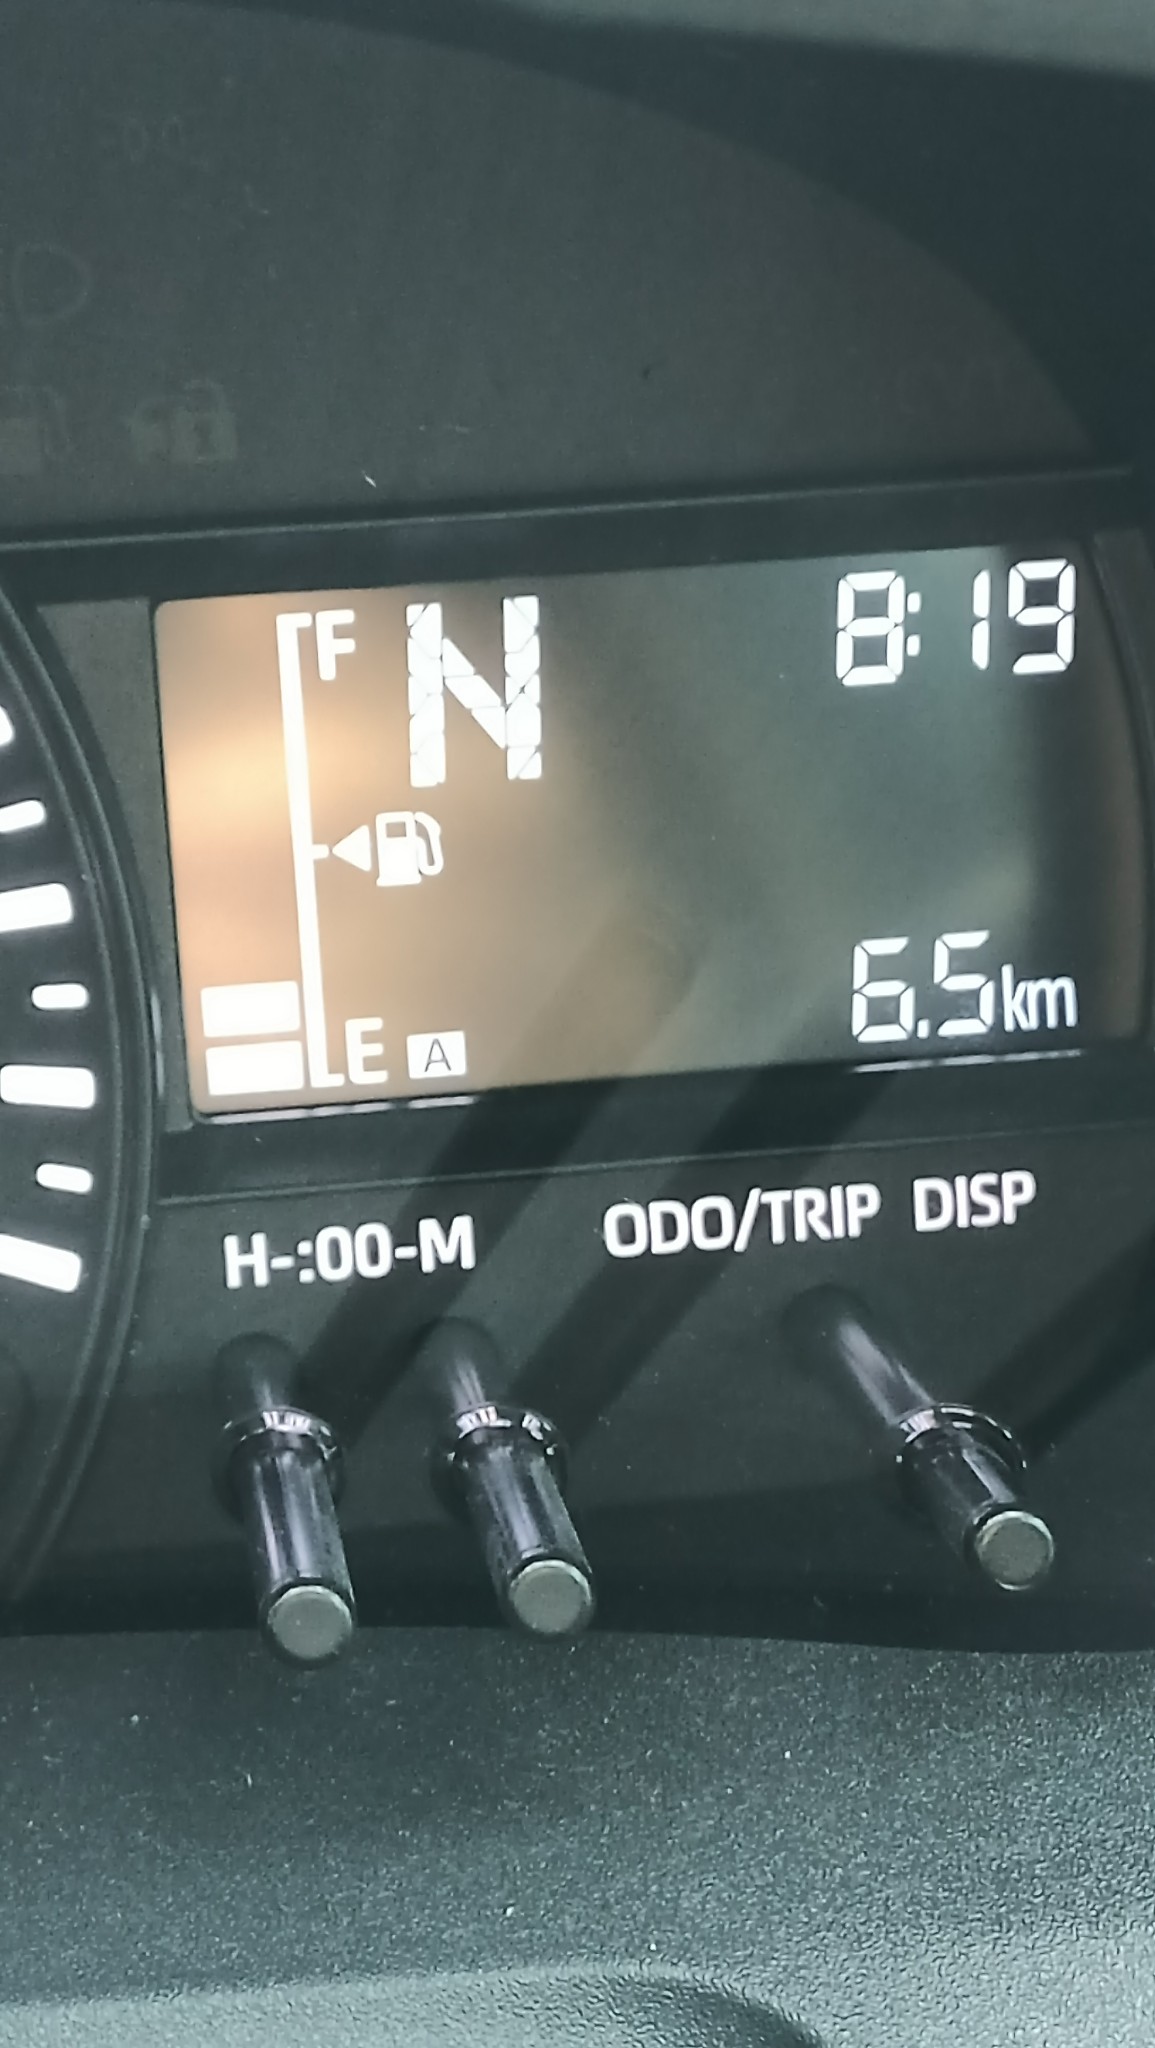 F N 8:19
E A 6.5km
H-:00-M ODO/TRIP DISP